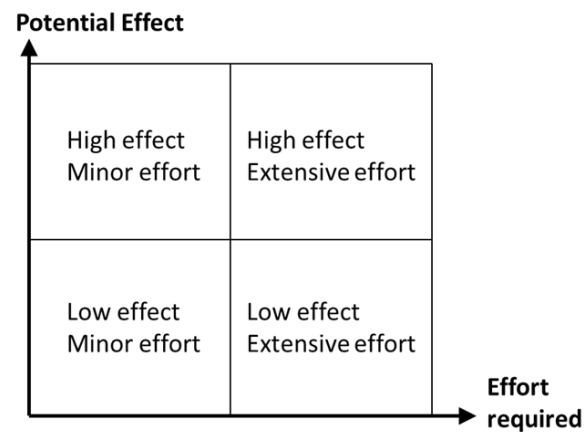 Potential Effect
High effect
Minor effort
High effect
Extensive effort
Low effect
Minor effort
Low effect
Extensive effort
Effort
required